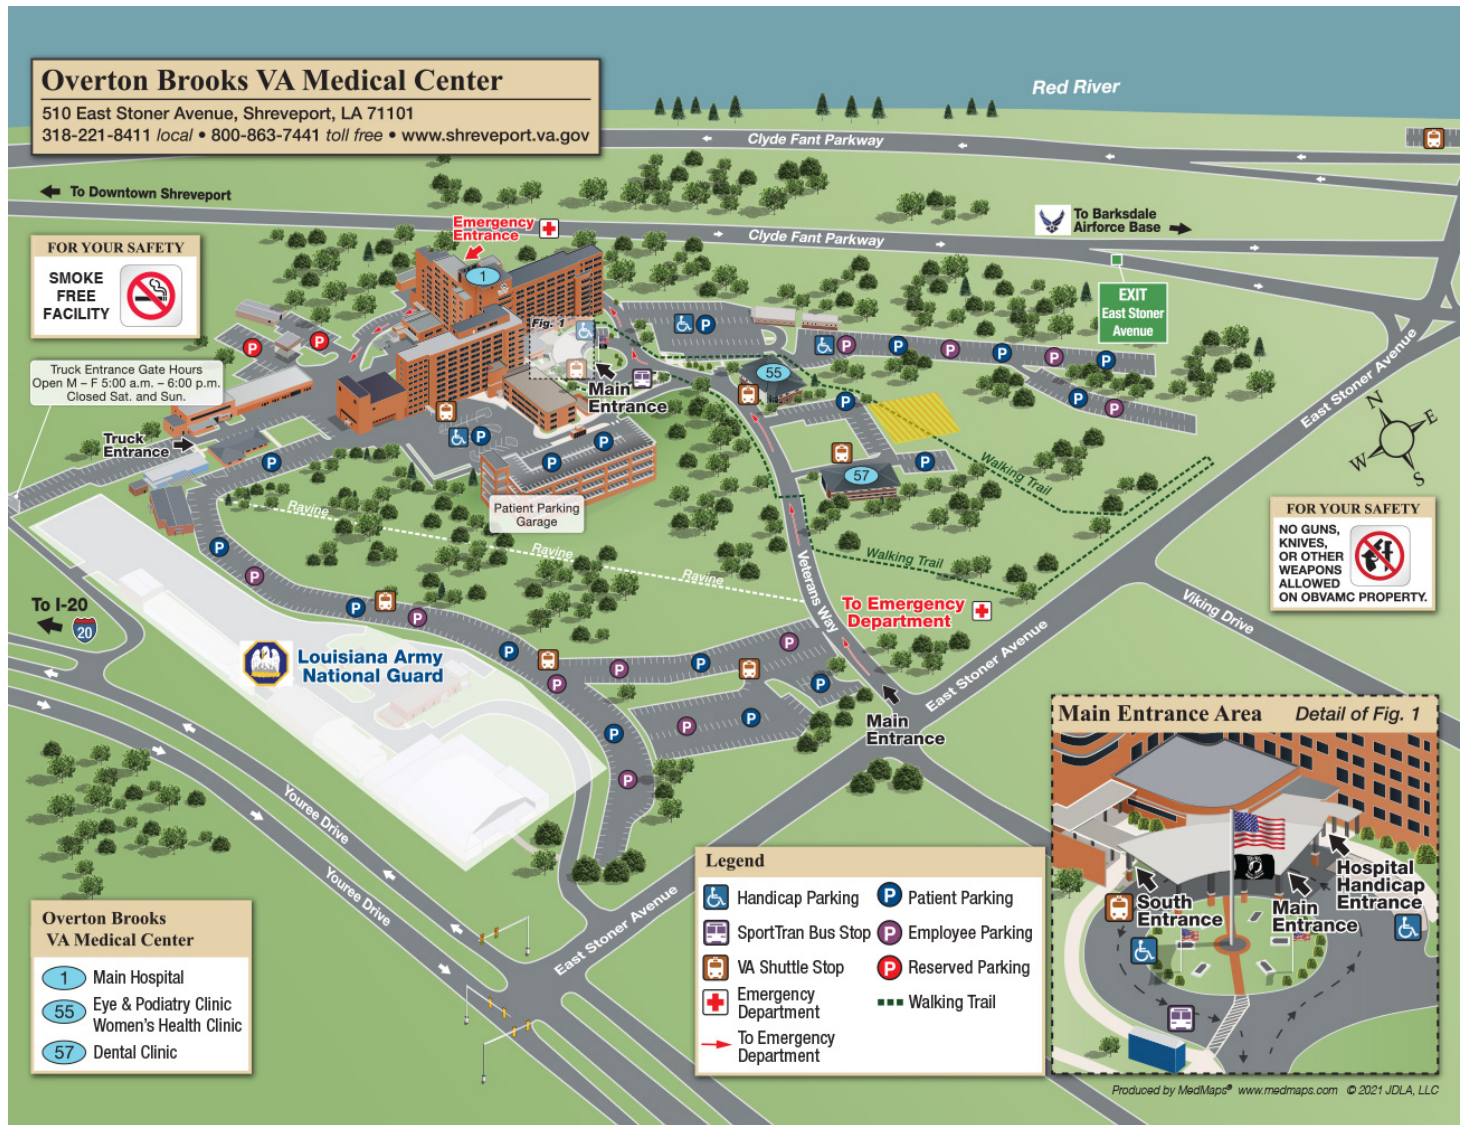 Overton Brooks VA Medical Center
510 East Stoner Avenue, Shreveport, LA 71101
318-221-8411 local • 800-863-7441 toll free • www.shreveport.va.gov
Red River
Clyde Fant Parkway
To Downtown Shreveport
Clyde Fant Parkway
To Barksdale
Airforce Base
EXIT
East Stoner
Avenue
Emergency
Entrance
FOR YOUR SAFETY
SMOKE
FREE
FACILITY
1
Fig. 1
P
P
P
P
P
P
P
P
P
P
P
Main
Entrance
55
P
Truck Entrance Gate Hours
Open M – F 5:00 a.m. – 6:00 p.m.
Closed Sat. and Sun.
Truck
Entrance
P
P
P
P
P
57
Patient Parking
Garage
Walking Trail
Walking Trail
East Stoner Avenue
N
E
W
S
FOR YOUR SAFETY
NO GUNS,
KNIVES,
OR OTHER
WEAPONS
ALLOWED
ON OBVAMC PROPERTY.
Ravine
Ravine
Ravine
P
P
P
P
P
P
P
P
P
P
P
P
P
P
Veterans Way
To Emergency
Department
Viking Drive
East Stoner Avenue
Main
Entrance
To I-20
20
Louisiana Army
National Guard
Youree Drive
Youree Drive
East Stoner Avenue
Overton Brooks
VA Medical Center
1 Main Hospital
55 Eye & Podiatry Clinic
Women's Health Clinic
57 Dental Clinic
Legend
Handicap Parking
P Patient Parking
SportTran Bus Stop
P Employee Parking
VA Shuttle Stop
P Reserved Parking
Emergency
Department
Walking Trail
To Emergency
Department
Main Entrance Area Detail of Fig. 1
Hospital
Handicap
Entrance
South
Entrance
Main
Entrance
Produced by MedMaps® www.medmaps.com © 2021 JDLA, LLC